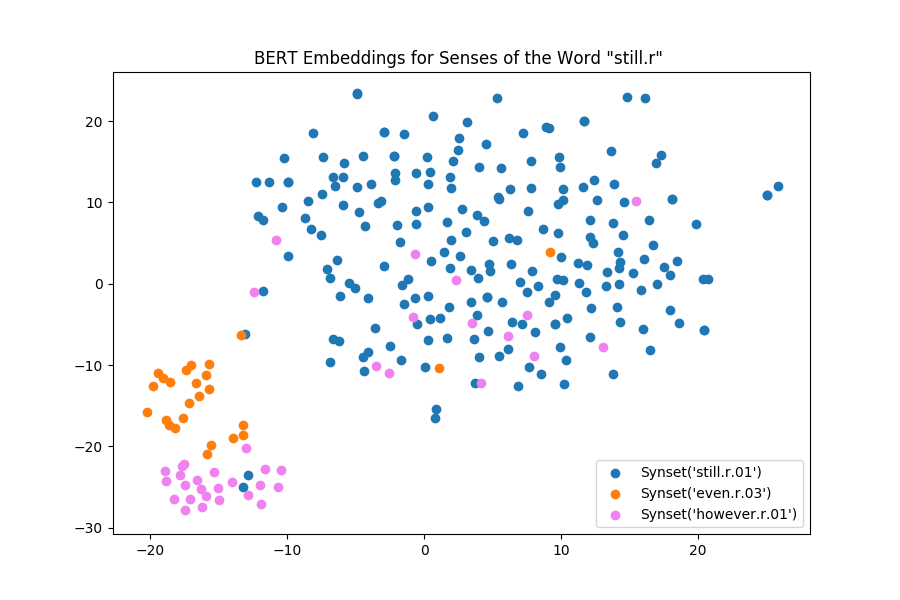 BERT Embeddings for Senses of the Word "still.r"
20
10
0
−10
−20
−30
−20
−10
0
10
20
Synset('still.r.01')
Synset('even.r.03')
Synset('however.r.01')